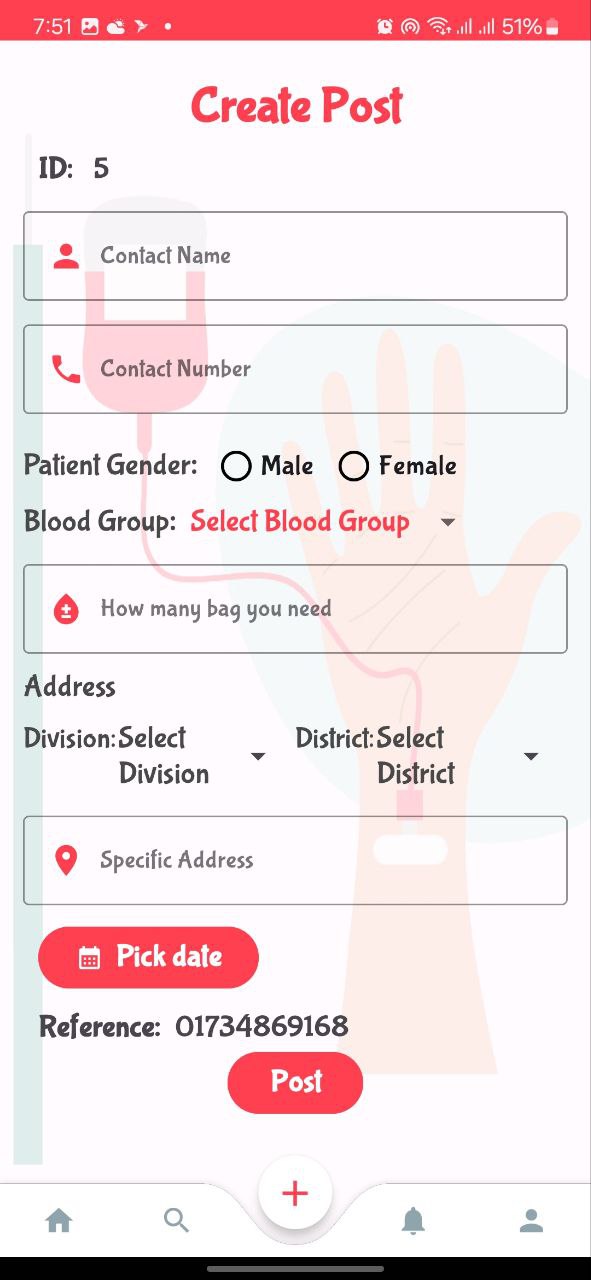 7:51 51%
Create Post
ID: 5
Contact Name
Contact Number
Patient Gender: Male Female
Blood Group: Select Blood Group
How many bag you need
Address
Division: Select Division District: Select District
Specific Address
Pick date
Reference: 01734869168
Post